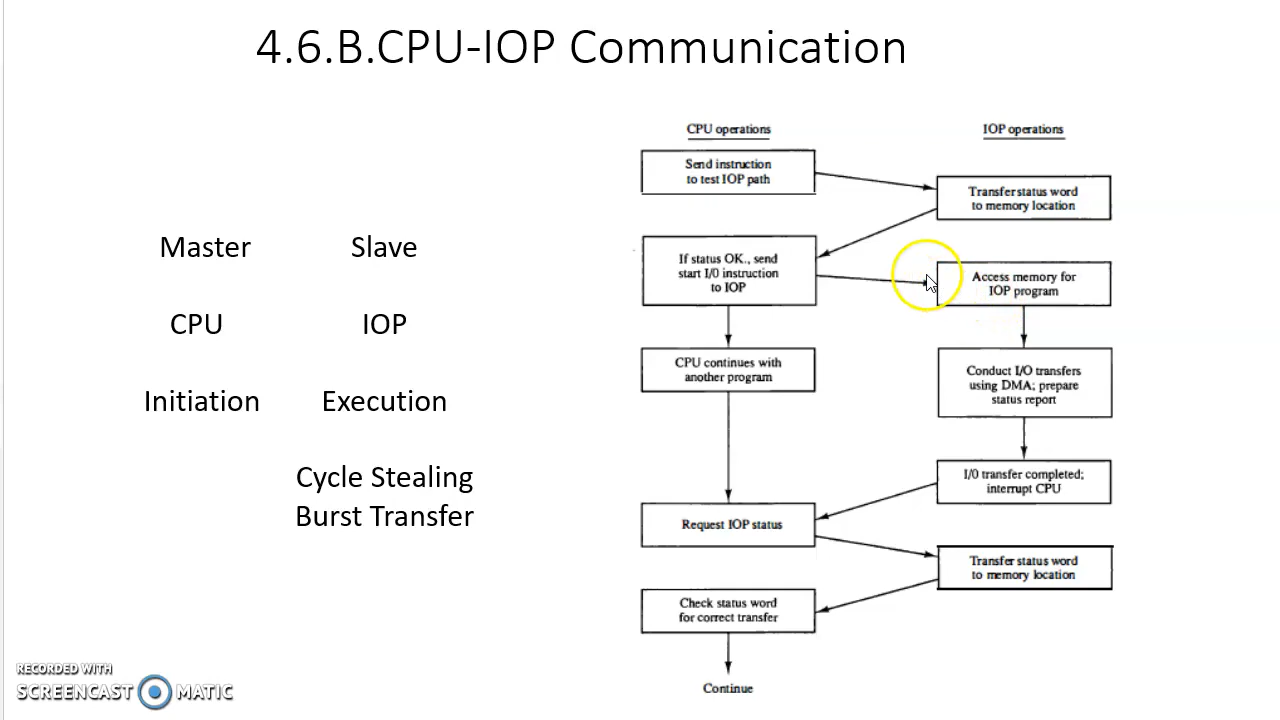 4.6.B.CPU-IOP Communication
Master Slave
CPU IOP
Initiation Execution
Cycle Stealing
Burst Transfer
CPU operations
IOP operations
Send instruction
to test IOP path
Transfer status word
to memory location
If status OK., send
start I/0 instruction
to IOP
Access memory for
IOP program
CPU continues with
another program
Conduct I/O transfers
using DMA; prepare
status report
I/0 transfer completed;
interrupt CPU
Request IOP status
Transfer status word
to memory location
Check status word
for correct transfer
Continue
RECORDED WITH
SCREENCAST MATIC